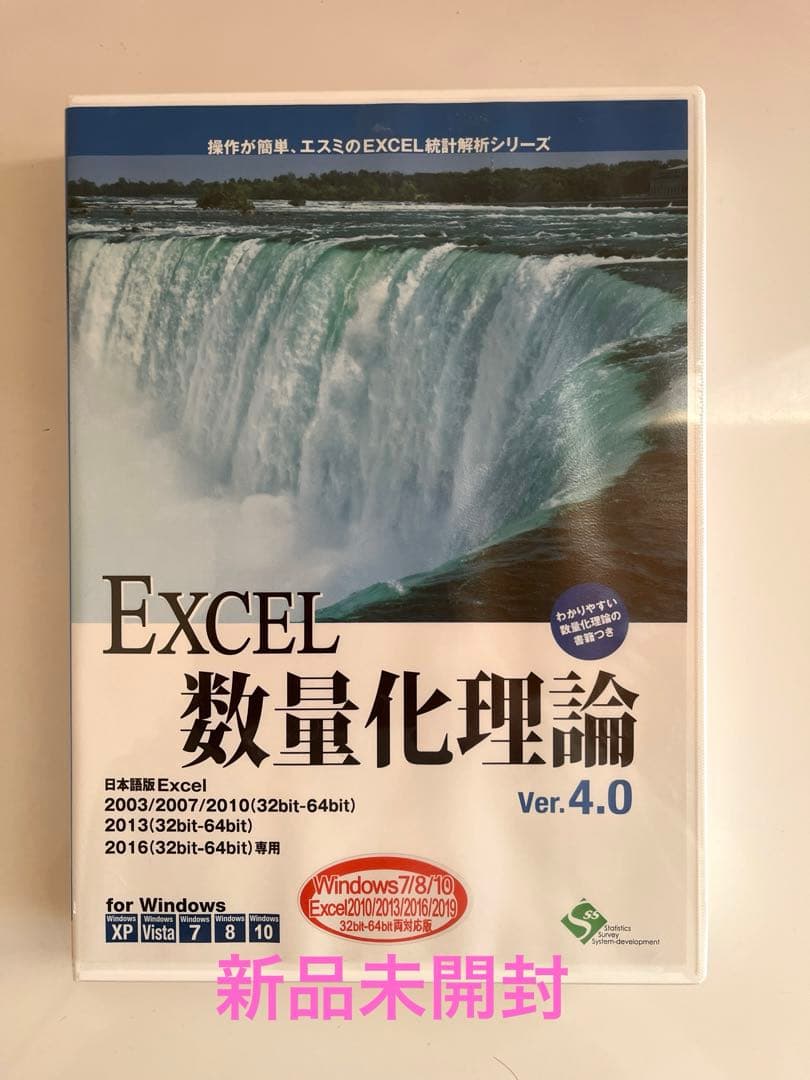 操作が簡単、エスミのEXCEL統計解析シリーズ
わかりやすい
数量化理論の
書籍つき
EXCEL
数量化理論
Ver.4.0
日本語版Excel
2003/2007/2010(32bit-64bit)
2013(32bit-64bit)
2016(32bit-64bit)専用
for Windows
Windows XP
Windows Vista
Windows 7
Windows 8
Windows 10
Windows7/8/10
Excel2010/2013/2016/2019
32bit-64bit両対応版
SSS
Statistics
Survey
System-development
新品未開封